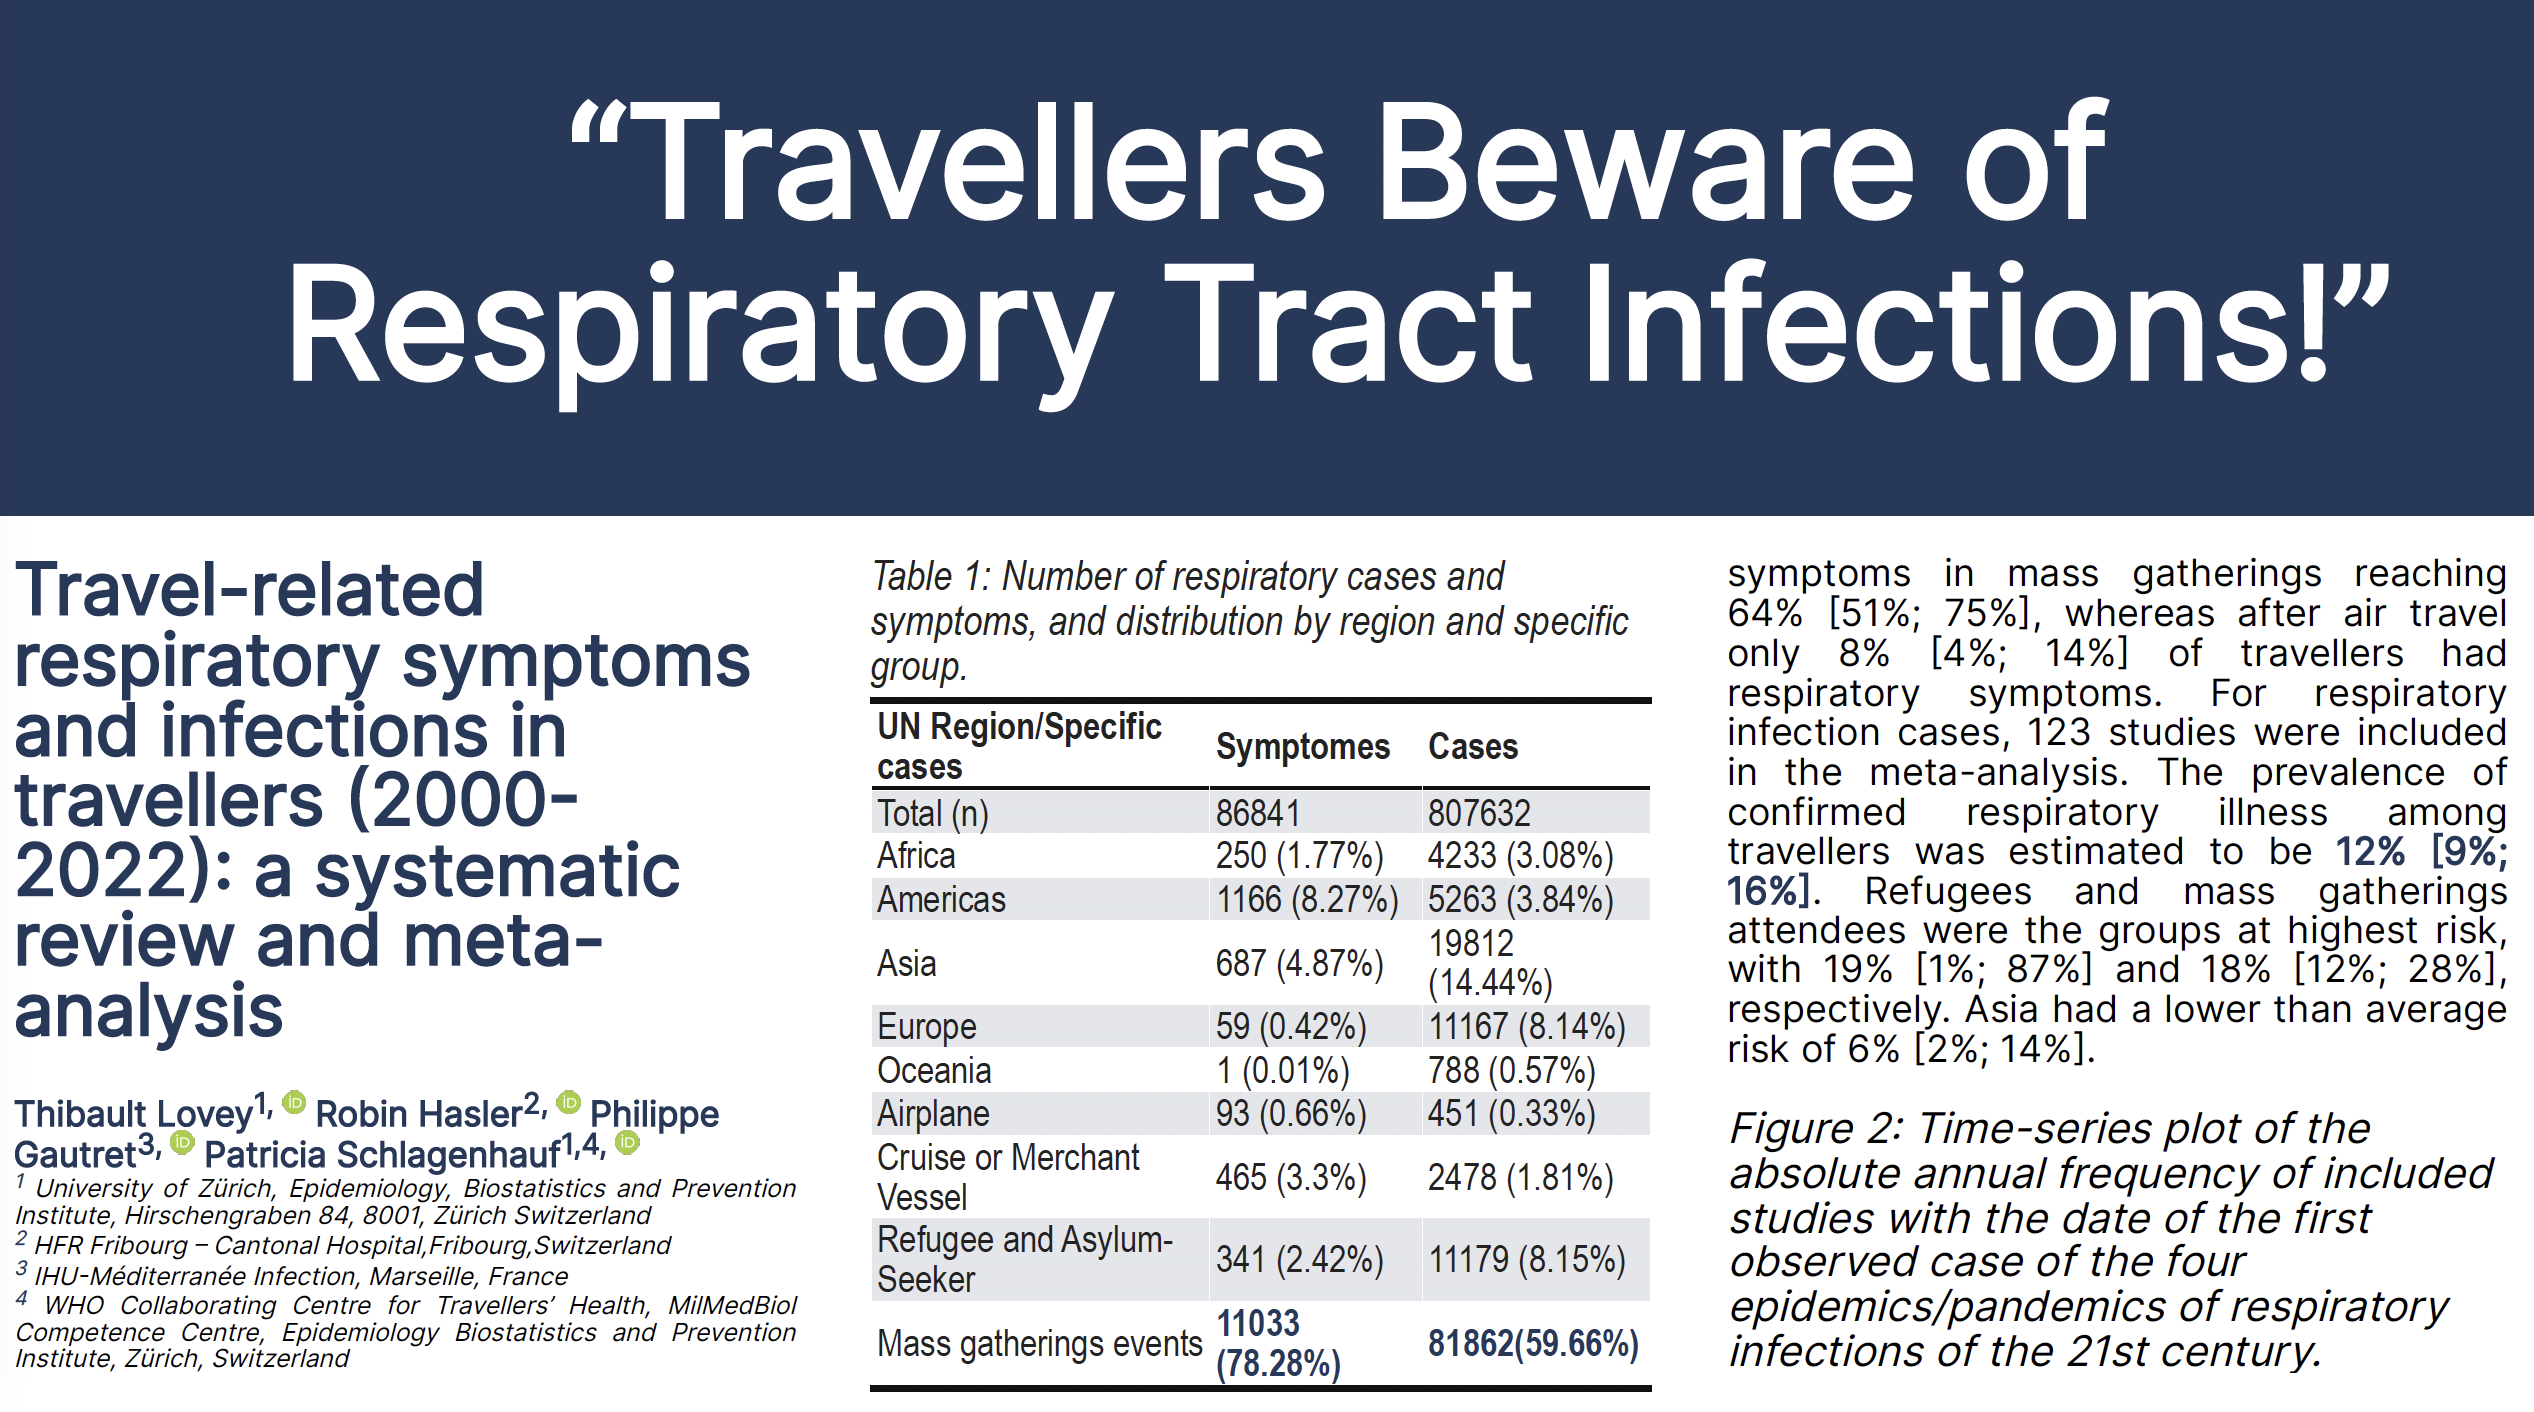 “Travellers Beware of
Respiratory Tract Infections!”
Travel-related
respiratory symptoms
and infections in
travellers (2000-
2022): a systematic
review and meta-
analysis
Thibault Lovey1, iD Robin Hasler2, iD Philippe
Gautret3, iD Patricia Schlagenhauf1,4, iD
1 University of Zürich, Epidemiology, Biostatistics and Prevention
Institute, Hirschengraben 84, 8001, Zürich Switzerland
2 HFR Fribourg – Cantonal Hospital,Fribourg,Switzerland
3 IHU-Méditerranée Infection, Marseille, France
4 WHO Collaborating Centre for Travellers’ Health, MilMedBiol
Competence Centre, Epidemiology Biostatistics and Prevention
Institute, Zürich, Switzerland
Table 1: Number of respiratory cases and
symptoms, and distribution by region and specific
group.
UN Region/Specific
cases
Symptomes Cases
Total (n) 86841 807632
Africa 250 (1.77%) 4233 (3.08%)
Americas 1166 (8.27%) 5263 (3.84%)
Asia 687 (4.87%) 19812
(14.44%)
Europe 59 (0.42%) 11167 (8.14%)
Oceania 1 (0.01%) 788 (0.57%)
Airplane 93 (0.66%) 451 (0.33%)
Cruise or Merchant
Vessel
465 (3.3%) 2478 (1.81%)
Refugee and Asylum-
Seeker
341 (2.42%) 11179 (8.15%)
Mass gatherings events 11033
(78.28%)
81862(59.66%)
symptoms in mass gatherings reaching
64% [51%; 75%], whereas after air travel
only 8% [4%; 14%] of travellers had
respiratory symptoms. For respiratory
infection cases, 123 studies were included
in the meta-analysis. The prevalence of
confirmed respiratory illness among
travellers was estimated to be 12% [9%;
16%]. Refugees and mass gatherings
attendees were the groups at highest risk,
with 19% [1%; 87%] and 18% [12%; 28%],
respectively. Asia had a lower than average
risk of 6% [2%; 14%].
Figure 2: Time-series plot of the
absolute annual frequency of included
studies with the date of the first
observed case of the four
epidemics/pandemics of respiratory
infections of the 21st century.